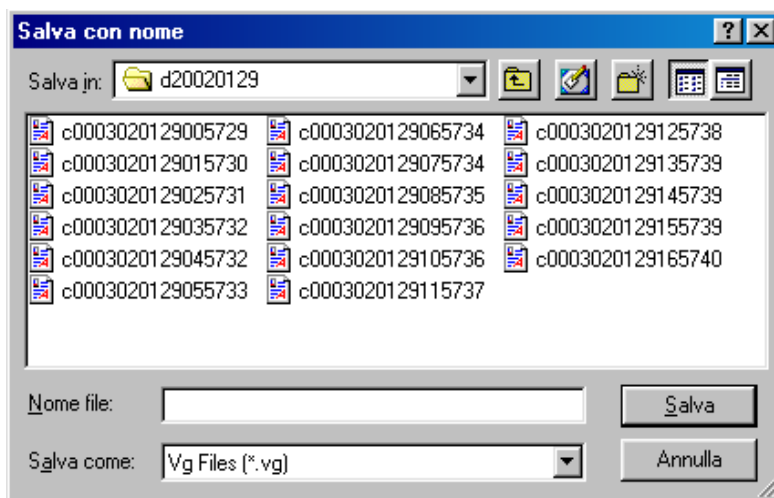 Salva con nome
Salva in: d20020129
c0003020129005729 c0003020129065734 c0003020129125738
c0003020129015730 c0003020129075734 c0003020129135739
c0003020129025731 c0003020129085735 c0003020129145739
c0003020129035732 c0003020129095736 c0003020129155739
c0003020129045732 c0003020129105736 c0003020129165740
c0003020129055733 c0003020129115737
Nome file: Salva
Salva come: Vg Files (*.vg) Annulla